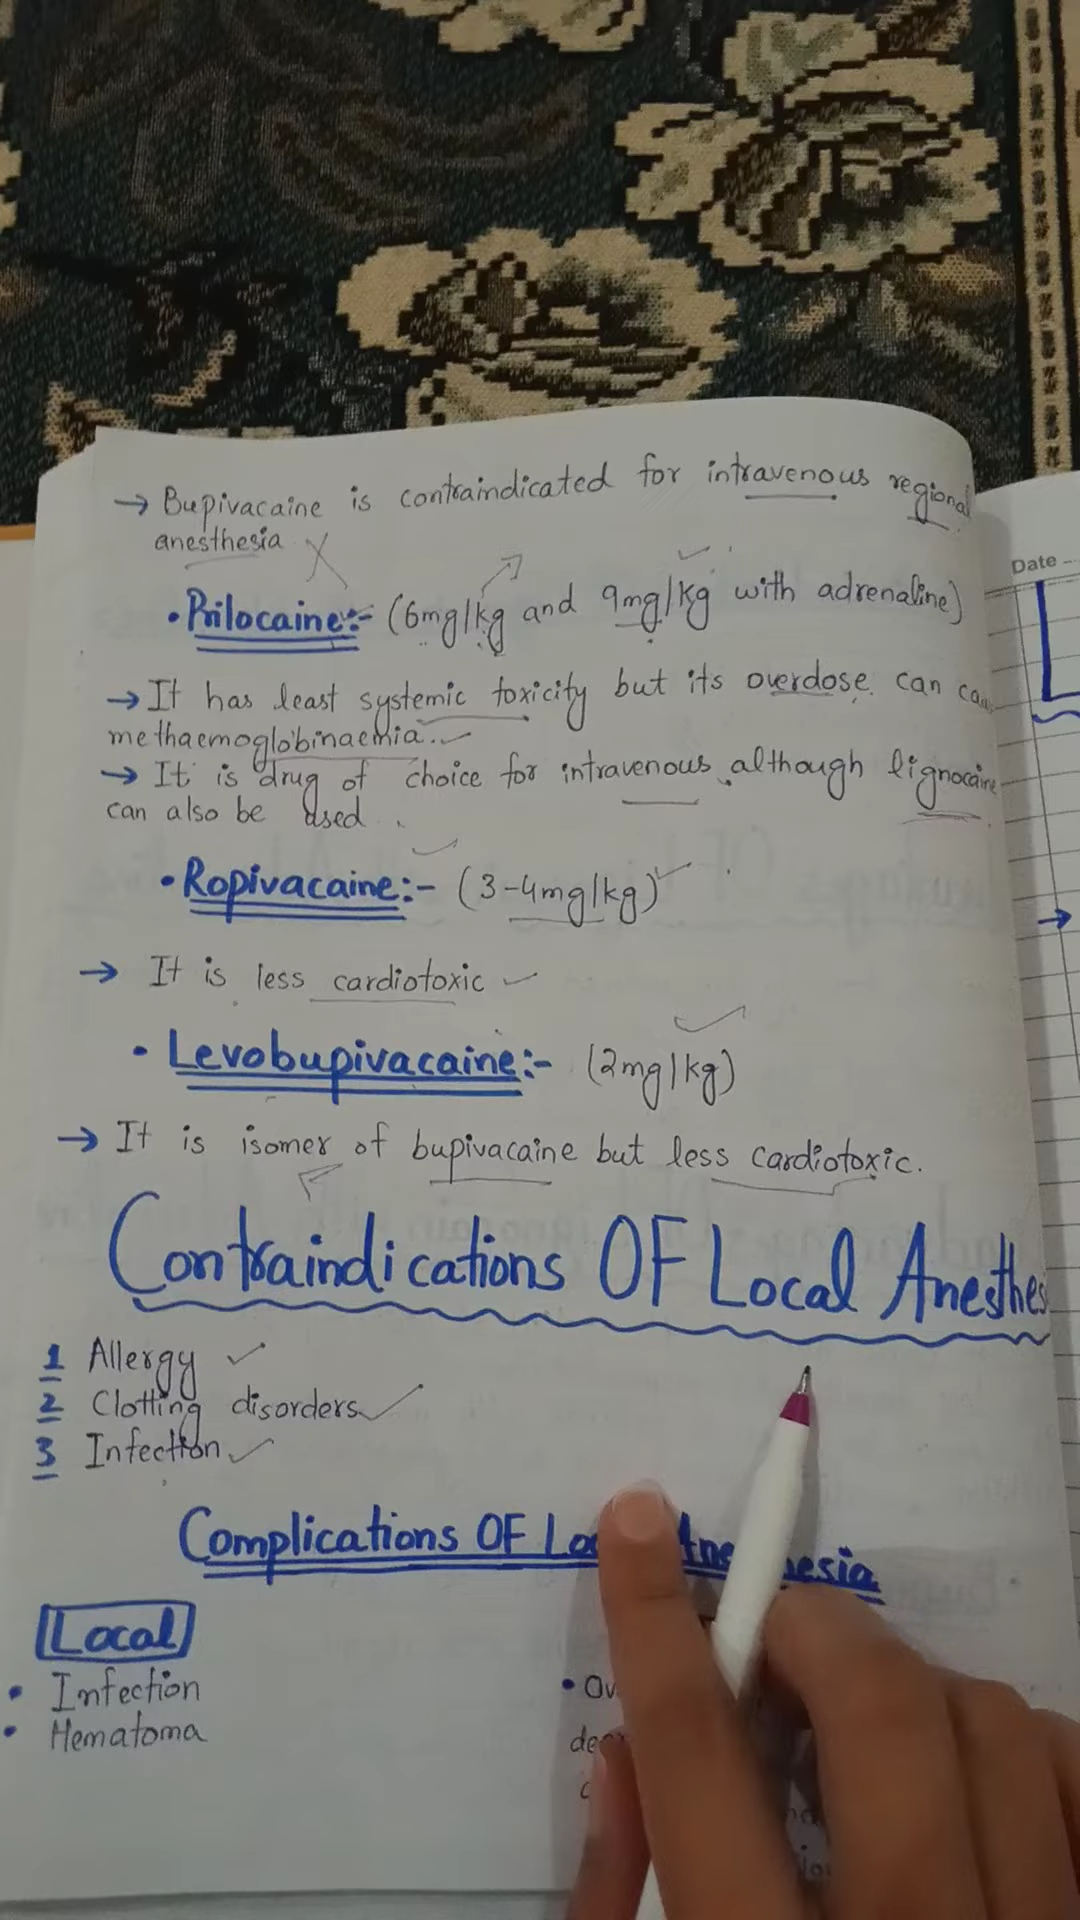 → Bupivacaine is contraindicated for intravenous regional
anesthesia
Date
• Prilocaine:- (6mg/kg and 9mg/kg with adrenaline)
→ It has least systemic toxicity but its overdose can
methaemoglobinaemia.
→ It is drug of choice for intravenous although lignocaine
can also be used.
• Ropivacaine:- (3-4mg/kg)
→ It is less cardiotoxic
• Levobupivacaine:- (2mg/kg)
→ It is isomer of bupivacaine but less cardiotoxic.
Contraindications OF Local Anesthes
1 Allergy
2 Clotting disorders
3 Infection
Complications OF
Local
• Infection
• Hematoma